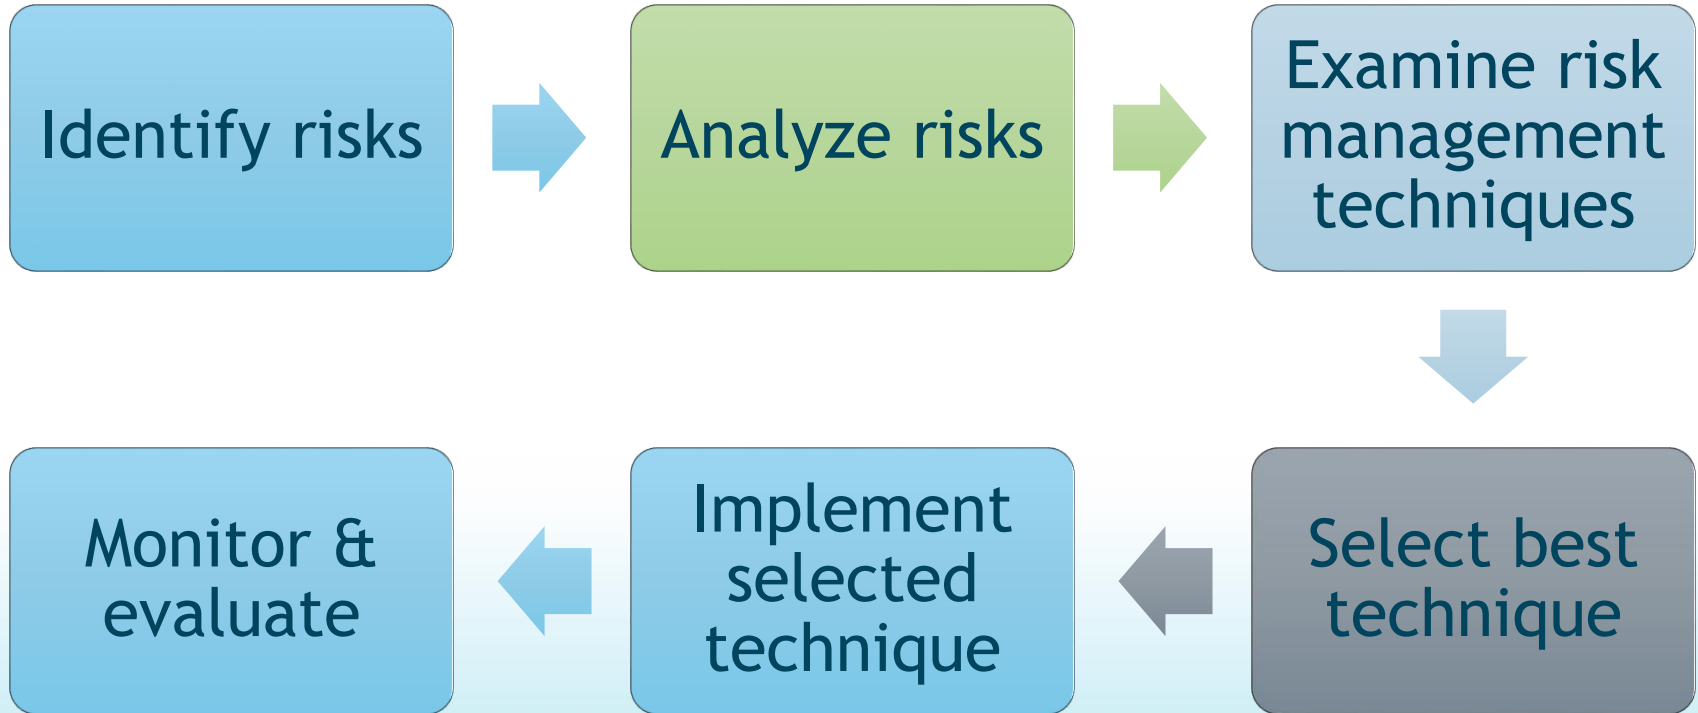 Identify risks
Analyze risks
Examine risk
management
techniques
Select best
technique
Implement
selected
technique
Monitor &
evaluate